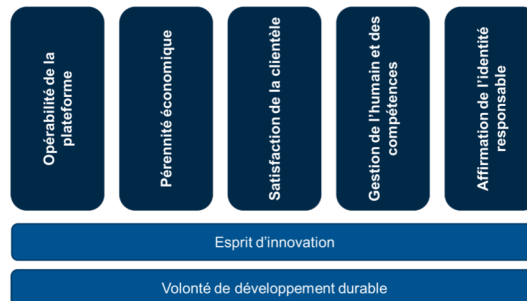 Opérabilité de la
plateforme
Pérennité économique
Satisfaction de la clientèle
Gestion de l'humain et des
compétences
Affirmation de l'identité
responsable
Esprit d'innovation
Volonté de développement durable